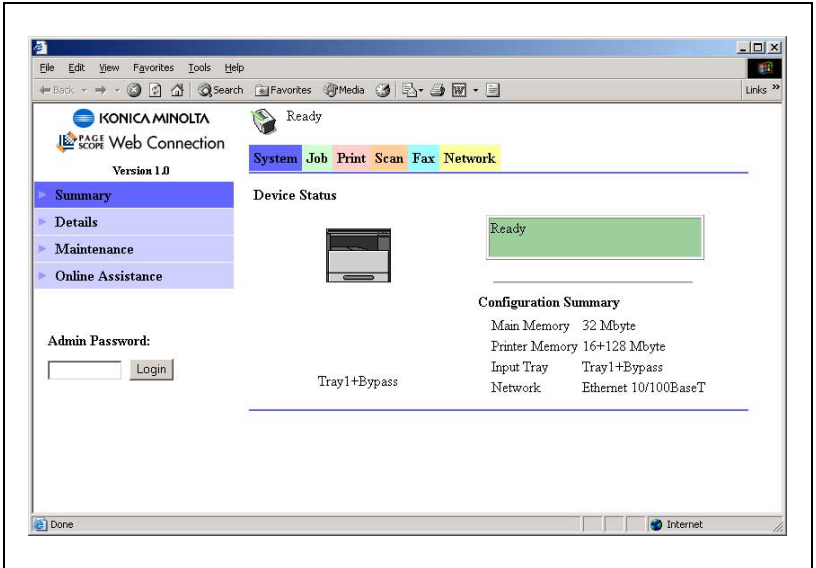 File Edit View Favorites Tools Help
Back Search Favorites Media Links »
KONICA MINOLTA
PAGE SCOPE Web Connection
Version 1.0
Ready
System Job Print Scan Fax Network
Summary
Details
Maintenance
Online Assistance
Admin Password:
Login
Device Status
Tray1+Bypass
Ready
Configuration Summary
Main Memory 32 Mbyte
Printer Memory 16+128 Mbyte
Input Tray Tray1+Bypass
Network Ethernet 10/100BaseT
Done Internet